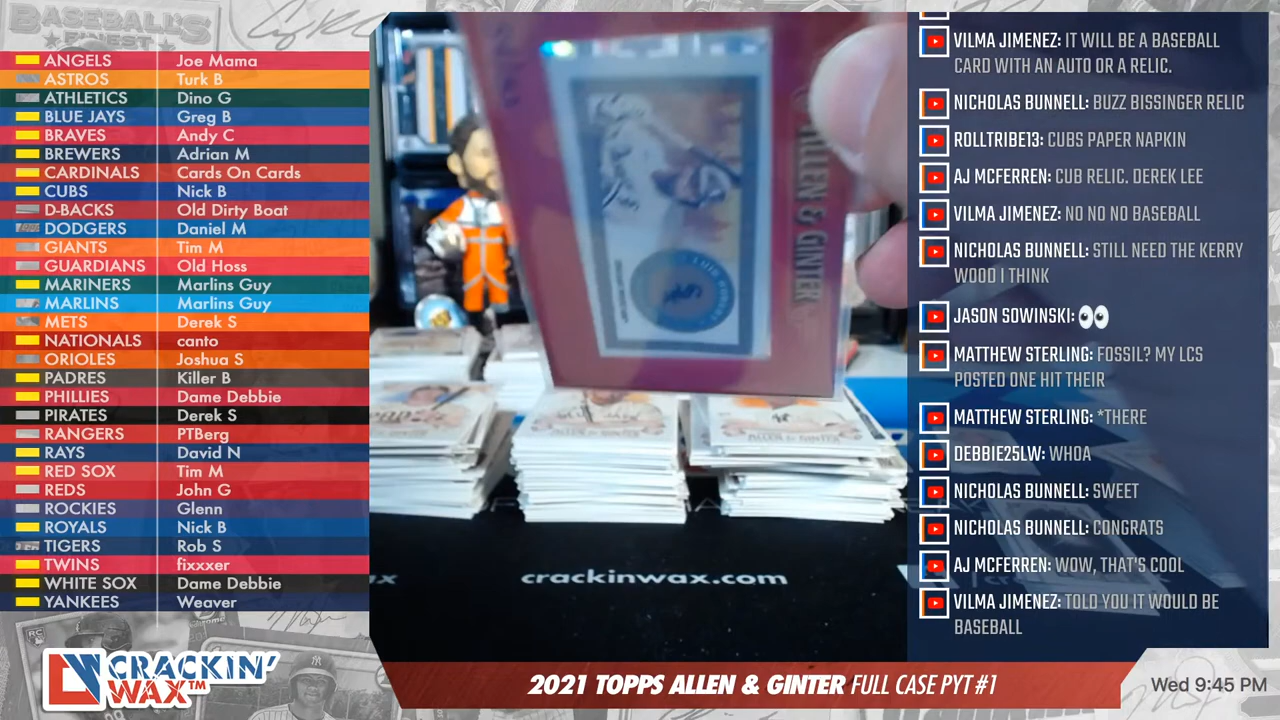 BASEBALL'S
FINEST
ANGELS Joe Mama
ASTROS Turk B
ATHLETICS Dino G
BLUE JAYS Greg B
BRAVES Andy C
BREWERS Adrian M
CARDINALS Cards On Cards
CUBS Nick B
D-BACKS Old Dirty Boat
DODGERS Daniel M
GIANTS Tim M
GUARDIANS Old Hoss
MARINERS Marlins Guy
MARLINS Marlins Guy
METS Derek S
NATIONALS canto
ORIOLES Joshua S
PADRES Killer B
PHILLIES Dame Debbie
PIRATES Derek S
RANGERS PTBerg
RAYS David N
RED SOX Tim M
REDS John G
ROCKIES Glenn
ROYALS Nick B
TIGERS Rob S
TWINS fixxxer
WHITE SOX Dame Debbie
YANKEES Weaver
RC
CRACKIN'
WAX™
ALLEN & GINTER
crackinwax.com
VILMA JIMENEZ: IT WILL BE A BASEBALL
CARD WITH AN AUTO OR A RELIC.
NICHOLAS BUNNELL: BUZZ BISSINGER RELIC
ROLLTRIBE13: CUBS PAPER NAPKIN
AJ MCFERREN: CUB RELIC. DEREK LEE
VILMA JIMENEZ: NO NO NO BASEBALL
NICHOLAS BUNNELL: STILL NEED THE KERRY
WOOD I THINK
JASON SOWINSKI: 👀
MATTHEW STERLING: FOSSIL? MY LCS
POSTED ONE HIT THEIR
MATTHEW STERLING: *THERE
DEBBIE25LW: WHOA
NICHOLAS BUNNELL: SWEET
NICHOLAS BUNNELL: CONGRATS
AJ MCFERREN: WOW, THAT'S COOL
VILMA JIMENEZ: TOLD YOU IT WOULD BE
BASEBALL
2021 TOPPS ALLEN & GINTER FULL CASE PYT #1
Wed 9:45 PM